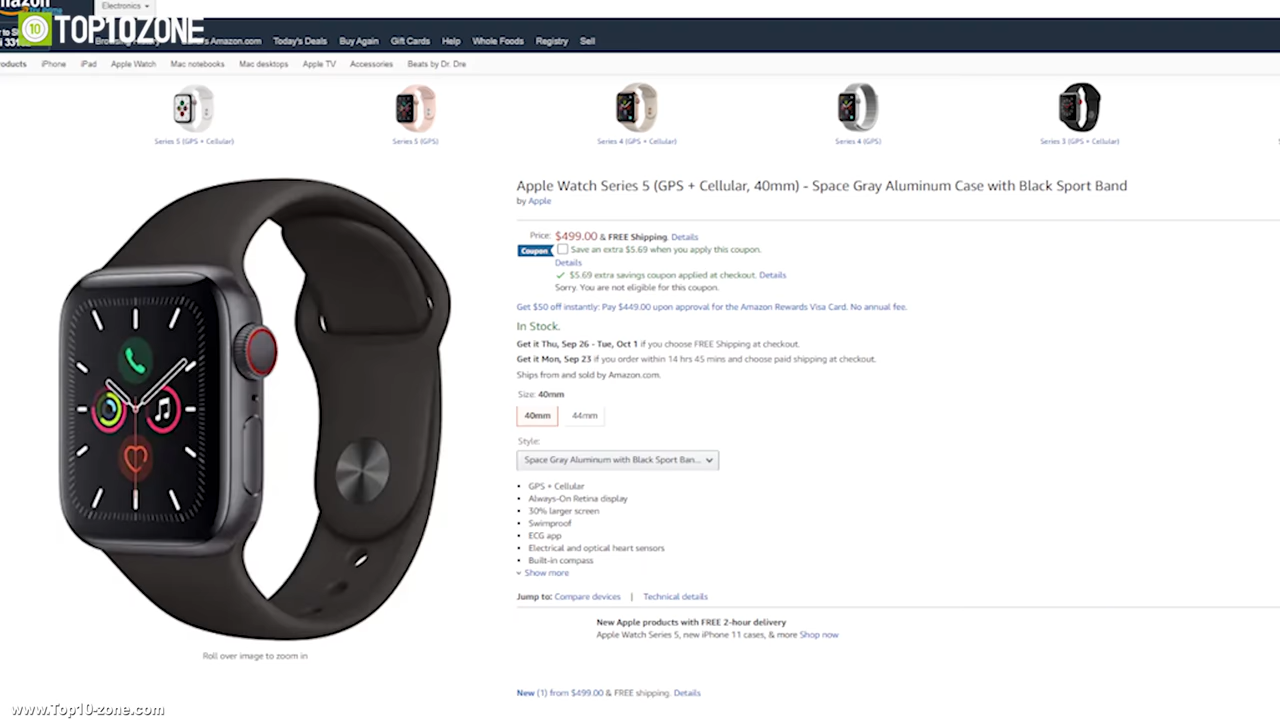 amazon
Electronics
TOP10ZONE
10
Amazon.com Today's Deals Buy Again Gift Cards Help Whole Foods Registry Sell
oducts iPhone iPad Apple Watch Mac notebooks Mac desktops Apple TV Accessories Beats by Dr. Dre
Series 5 (GPS + Cellular) Series 5 (GPS) Series 4 (GPS + Cellular) Series 4 (GPS) Series 3 (GPS + Cellular)
Apple Watch Series 5 (GPS + Cellular, 40mm) - Space Gray Aluminum Case with Black Sport Band
by Apple
Price: $499.00 & FREE Shipping. Details
Coupon Save an extra $5.69 when you apply this coupon.
Details
$5.69 extra savings coupon applied at checkout. Details
Sorry. You are not eligible for this coupon.
Get $50 off instantly: Pay $449.00 upon approval for the Amazon Rewards Visa Card. No annual fee.
In Stock.
Get it Thu, Sep 26 - Tue, Oct 1 if you choose FREE Shipping at checkout.
Get it Mon, Sep 23 if you order within 14 hrs 45 mins and choose paid shipping at checkout.
Ships from and sold by Amazon.com.
Size: 40mm
40mm 44mm
Style:
Space Gray Aluminum with Black Sport Ban...
• GPS + Cellular
• Always-On Retina display
• 30% larger screen
• Swimproof
• ECG app
• Electrical and optical heart sensors
• Built-in compass
Show more
Jump to: Compare devices | Technical details
New Apple products with FREE 2-hour delivery
Apple Watch Series 5, new iPhone 11 cases, & more Shop now
Roll over image to zoom in
New (1) from $499.00 & FREE shipping. Details
www.Top10-zone.com